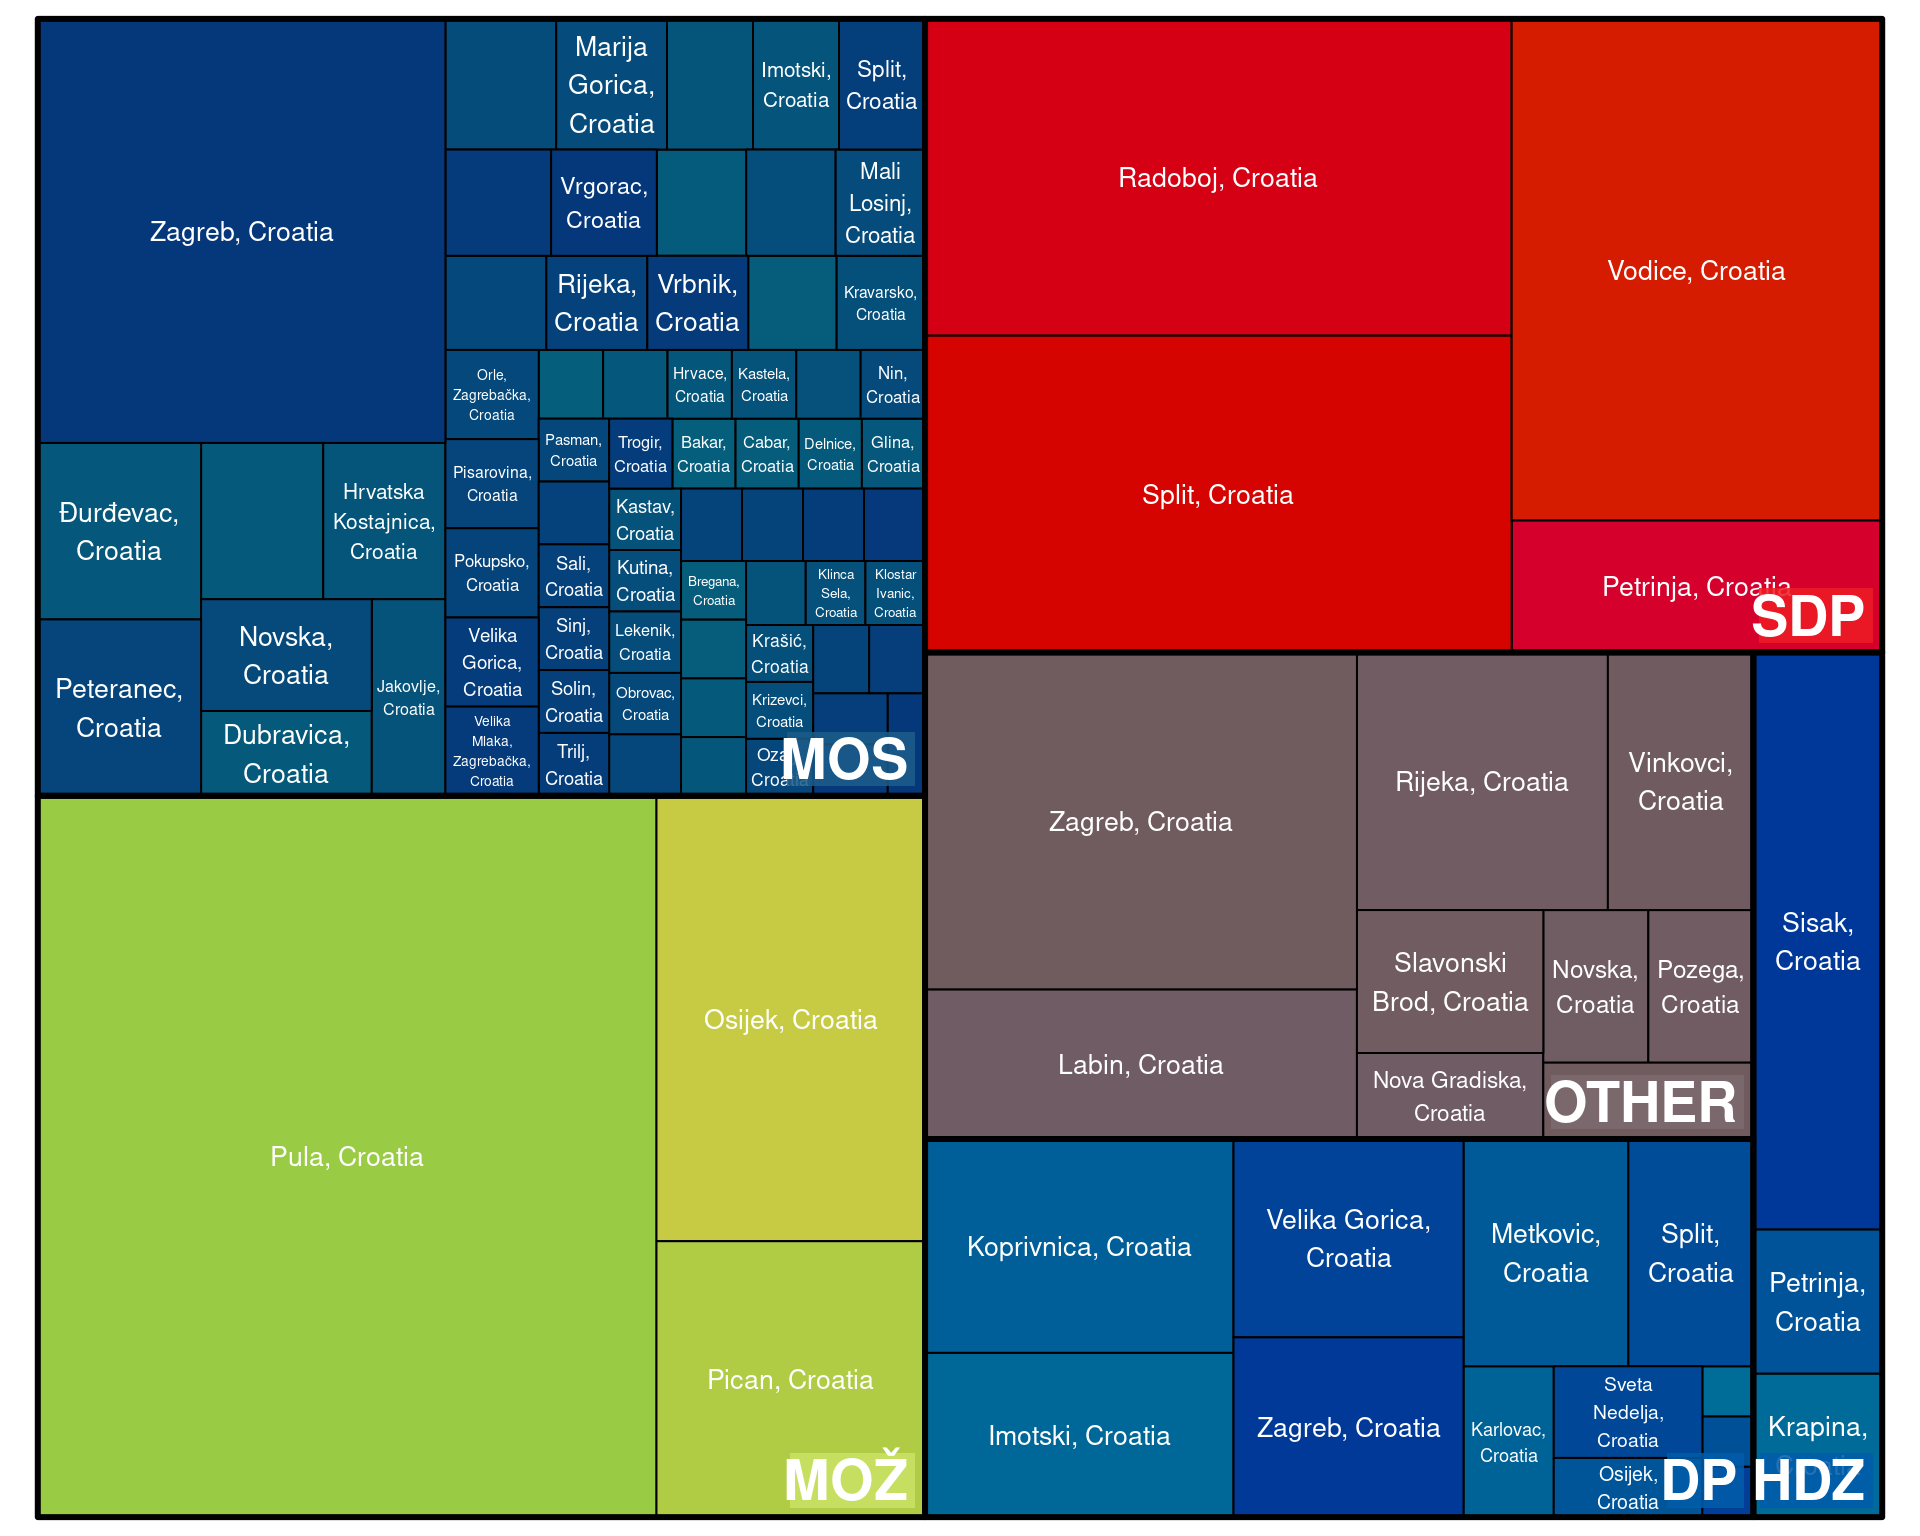 Zagreb, Croatia
Marija
Gorica,
Croatia
Imotski,
Croatia
Split,
Croatia
Vrgorac,
Croatia
Mali
Losinj,
Croatia
Rijeka,
Croatia
Vrbnik,
Croatia
Kravarsko,
Croatia
Orle,
Zagrebačka,
Croatia
Hrvace,
Croatia
Kastela,
Croatia
Nin,
Croatia
Pasman,
Croatia
Trogir,
Croatia
Bakar,
Croatia
Cabar,
Croatia
Delnice,
Croatia
Glina,
Croatia
Đurđevac,
Croatia
Hrvatska
Kostajnica,
Croatia
Pisarovina,
Croatia
Kastav,
Croatia
Pokupsko,
Croatia
Sali,
Croatia
Kutina,
Croatia
Bregana,
Croatia
Klinca
Sela,
Croatia
Klostar
Ivanic,
Croatia
Peteranec,
Croatia
Novska,
Croatia
Dubravica,
Croatia
Jakovlje,
Croatia
Velika
Gorica,
Croatia
Sinj,
Croatia
Lekenik,
Croatia
Krašić,
Croatia
Velika
Mlaka,
Zagrebačka,
Croatia
Solin,
Croatia
Obrovac,
Croatia
Krizevci,
Croatia
Trilj,
Croatia
MOS
Radoboj, Croatia
Vodice, Croatia
Split, Croatia
Petrinja, Croatia
SDP
Pula, Croatia
Osijek, Croatia
Pican, Croatia
MOŽ
Zagreb, Croatia
Rijeka, Croatia
Vinkovci,
Croatia
Labin, Croatia
Slavonski
Brod, Croatia
Novska,
Croatia
Pozega,
Croatia
Nova Gradiska,
Croatia
OTHER
Koprivnica, Croatia
Velika Gorica,
Croatia
Metkovic,
Croatia
Split,
Croatia
Imotski, Croatia
Zagreb, Croatia
Karlovac,
Croatia
Sveta
Nedelja,
Croatia
Osijek,
Croatia
DP
Sisak,
Croatia
Petrinja,
Croatia
Krapina,
HDZ